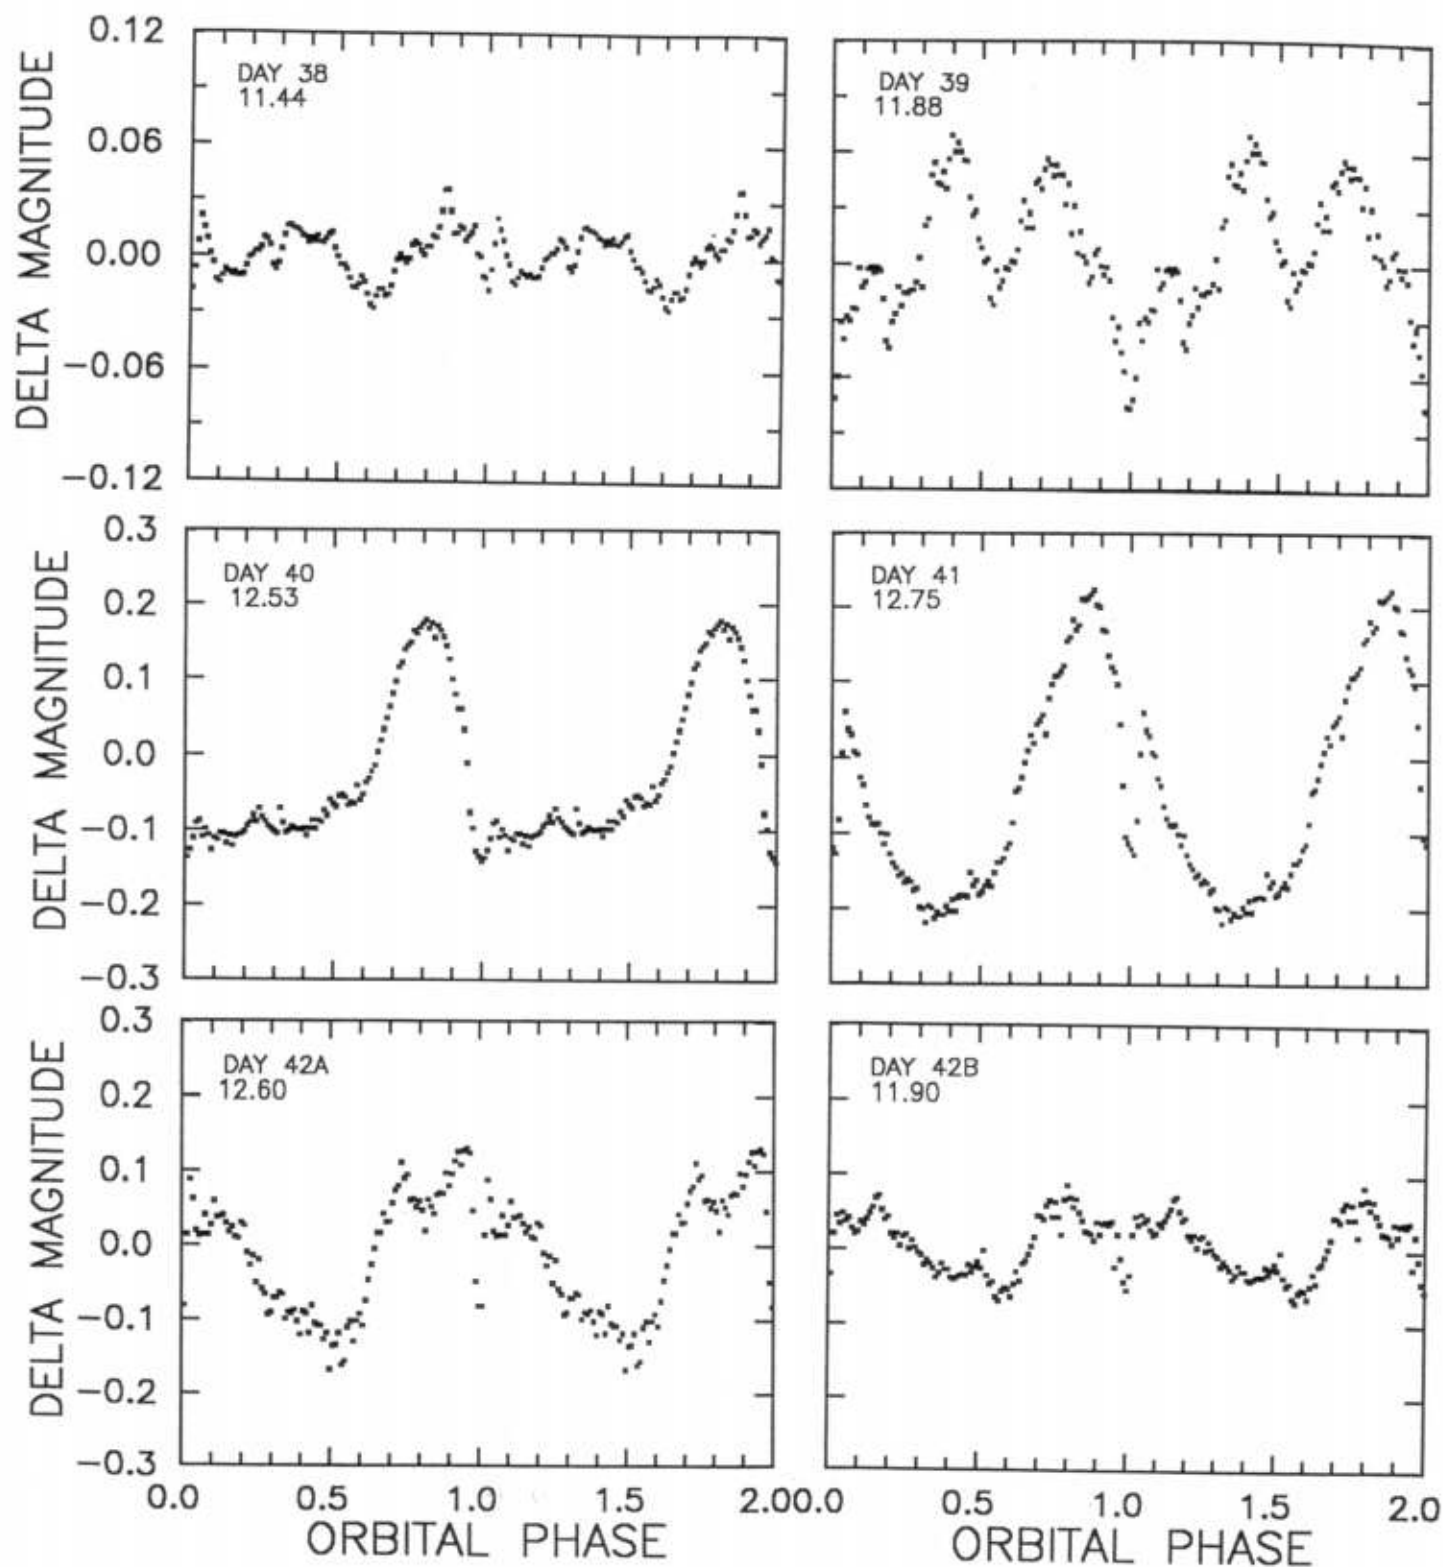 0.12
0.06
0.00
−0.06
−0.12
DELTA MAGNITUDE
DAY 38
11.44
DAY 39
11.88
0.3
0.2
0.1
0.0
−0.1
−0.2
−0.3
DELTA MAGNITUDE
DAY 40
12.53
DAY 41
12.75
0.3
0.2
0.1
0.0
−0.1
−0.2
−0.3
DELTA MAGNITUDE
DAY 42A
12.60
DAY 42B
11.90
0.0 0.5 1.0 1.5 2.00.0 0.5 1.0 1.5 2.0
ORBITAL PHASE ORBITAL PHASE